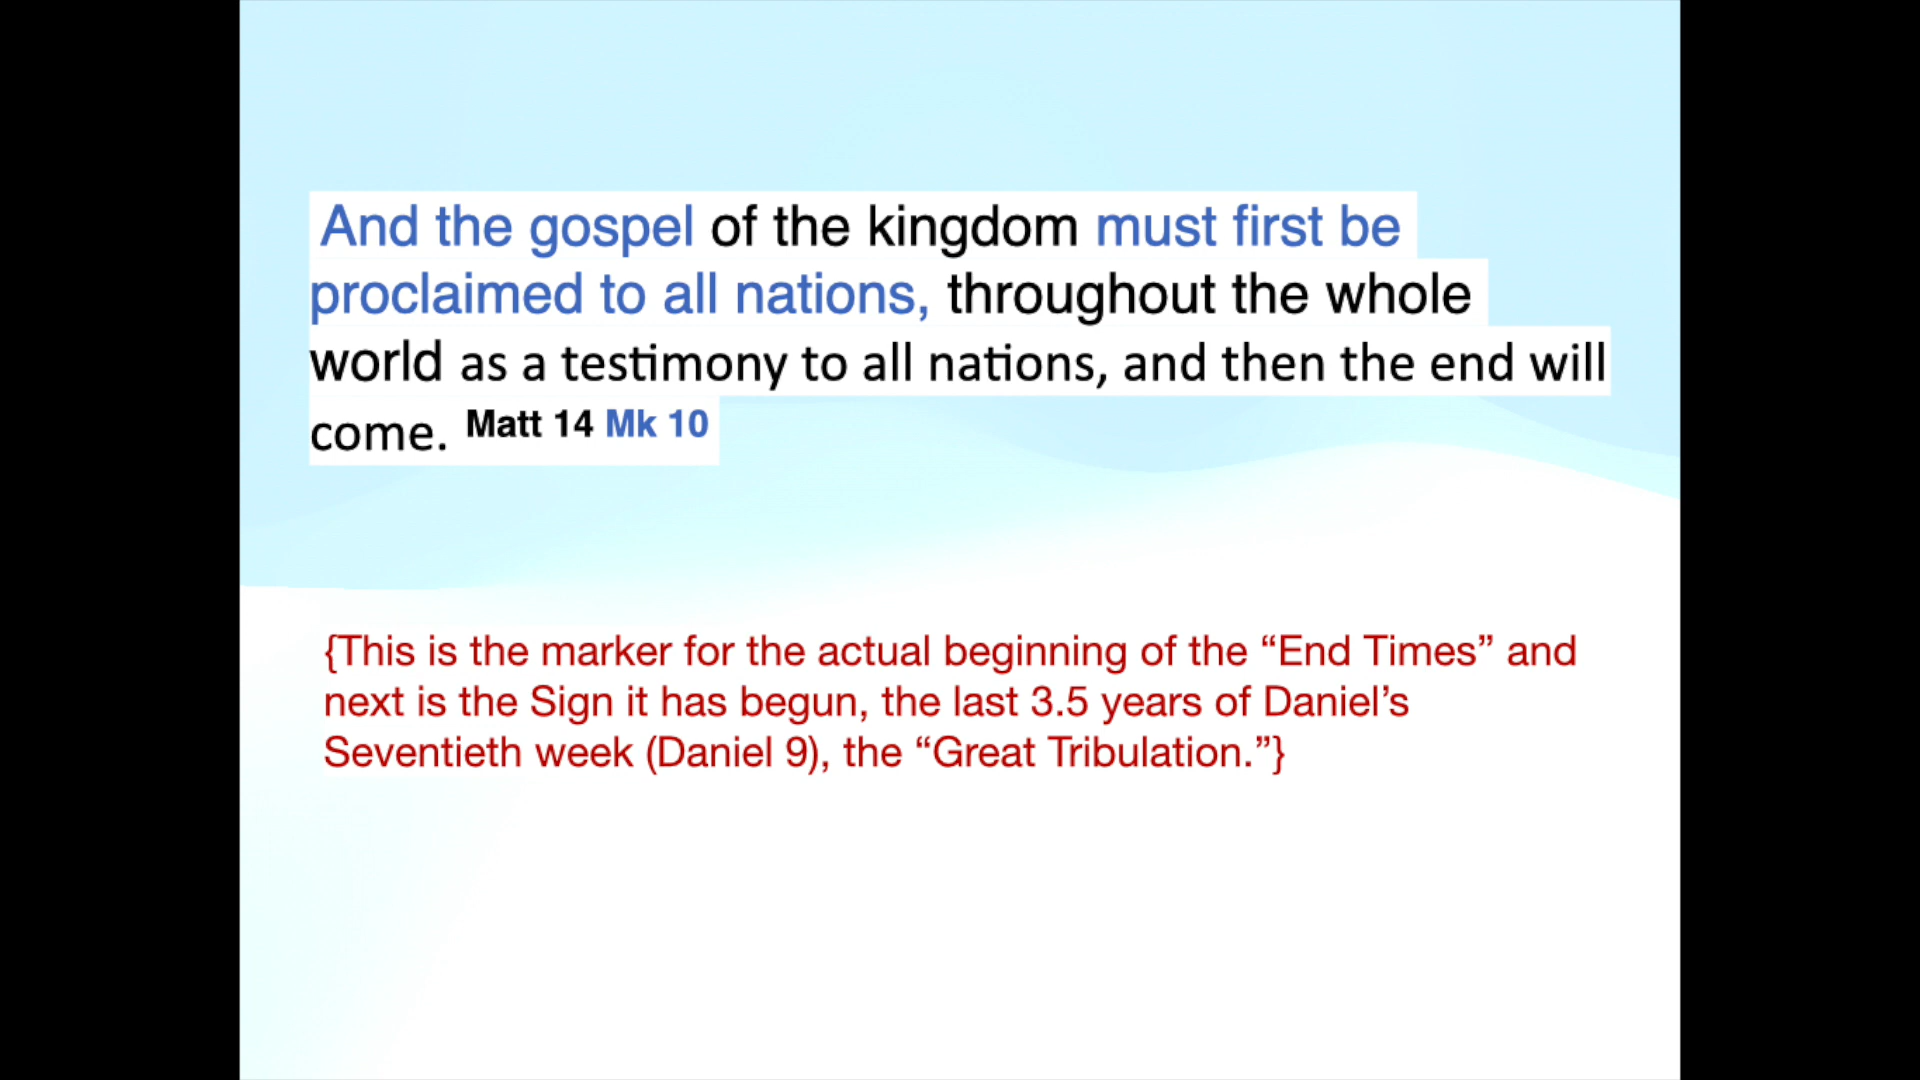 And the gospel of the kingdom must first be
proclaimed to all nations, throughout the whole
world as a testimony to all nations, and then the end will
come. Matt 14 Mk 10
{This is the marker for the actual beginning of the “End Times” and
next is the Sign it has begun, the last 3.5 years of Daniel’s
Seventieth week (Daniel 9), the “Great Tribulation.”}